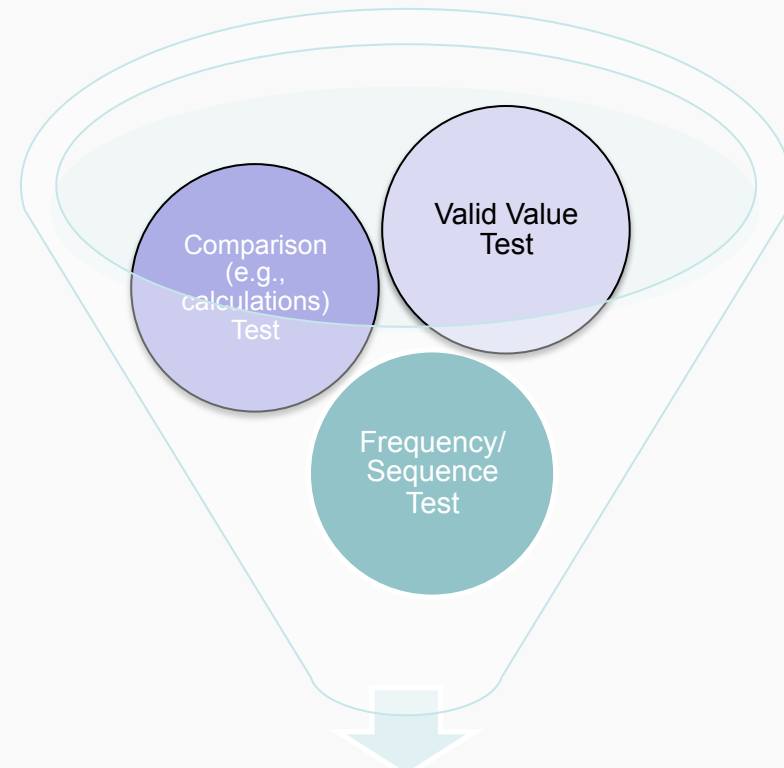 Comparison
(e.g.,
calculations)
Test
Valid Value
Test
Frequency/
Sequence
Test